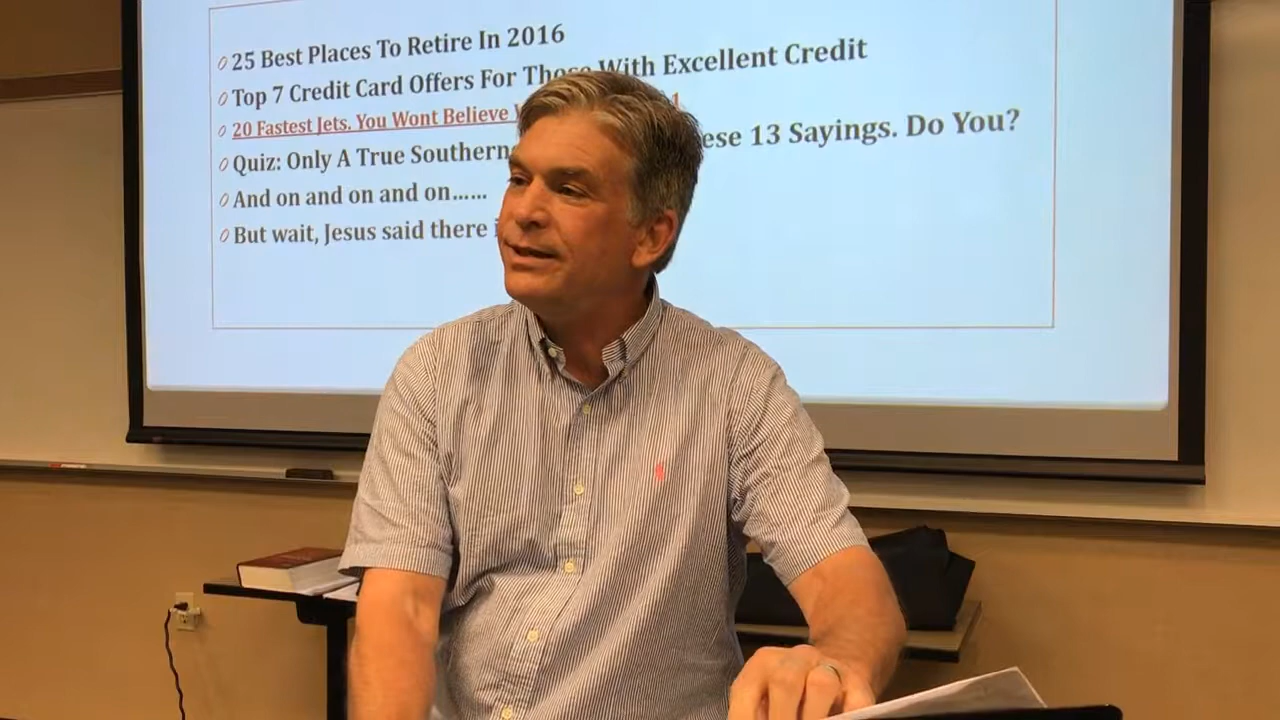 25 Best Places To Retire In 2016
Top 7 Credit Card Offers For Those With Excellent Credit
20 Fastest Jets. You Wont Believe
Quiz: Only A True Southern ese 13 Sayings. Do You?
And on and on and on......
But wait, Jesus said there